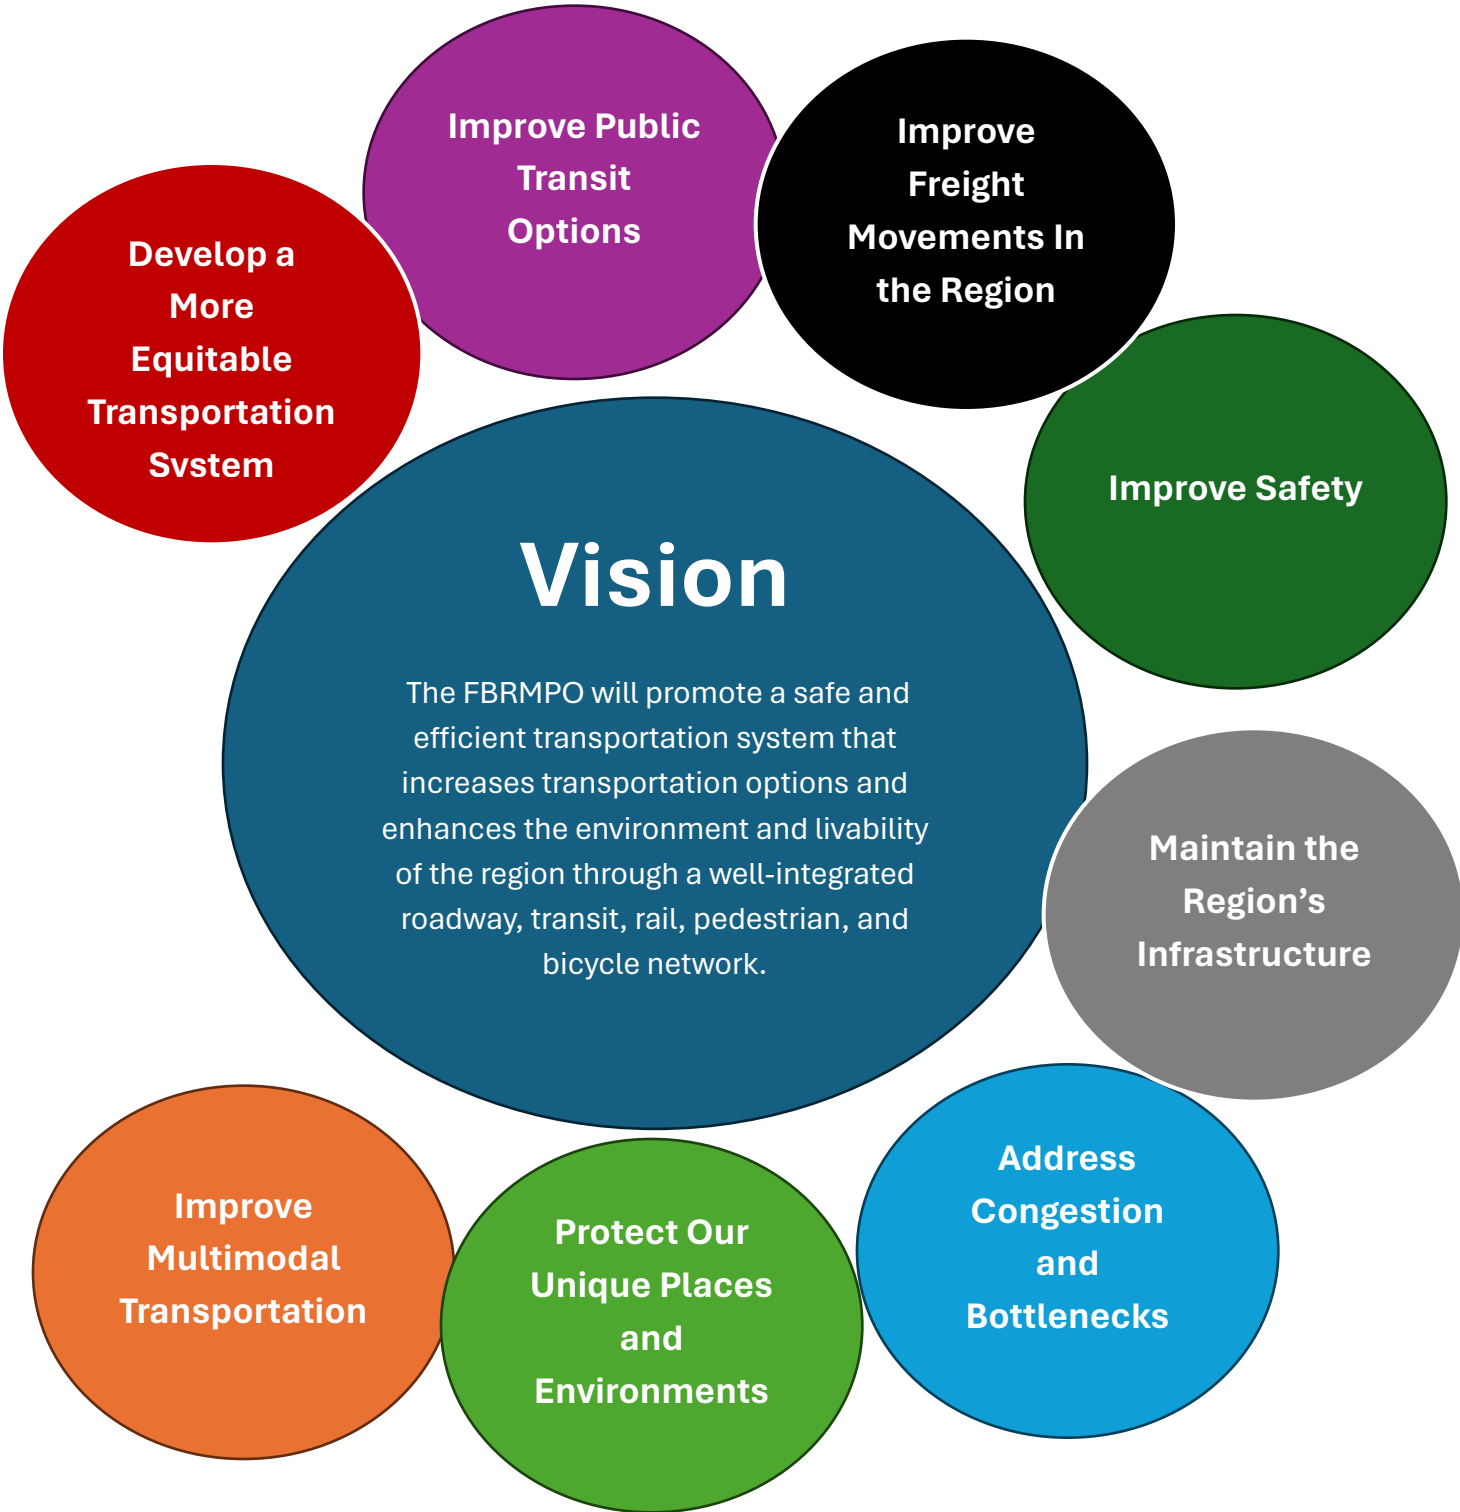 Improve Public
Transit
Options
Improve
Freight
Movements In
the Region
Develop a
More
Equitable
Transportation
System
Improve Safety
Vision
The FBRMPO will promote a safe and
efficient transportation system that
increases transportation options and
enhances the environment and livability
of the region through a well-integrated
roadway, transit, rail, pedestrian, and
bicycle network.
Maintain the
Region’s
Infrastructure
Address
Congestion
and
Bottlenecks
Improve
Multimodal
Transportation
Protect Our
Unique Places
and
Environments